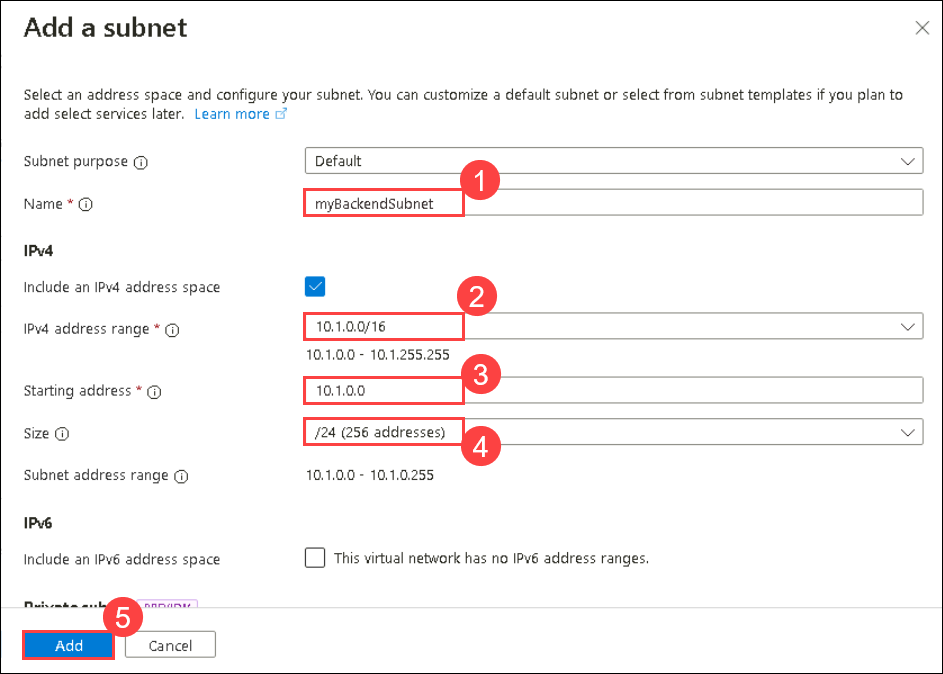 Add a subnet
Select an address space and configure your subnet. You can customize a default subnet or select from subnet templates if you plan to
add select services later. Learn more
Subnet purpose
Default
1
Name *
myBackendSubnet
IPv4
Include an IPv4 address space
2
IPv4 address range *
10.1.0.0/16
10.1.0.0 - 10.1.255.255
3
Starting address *
10.1.0.0
Size
/24 (256 addresses)
4
Subnet address range
10.1.0.0 - 10.1.0.255
IPv6
Include an IPv6 address space
This virtual network has no IPv6 address ranges.
Private
PREVIEW
5
Add
Cancel